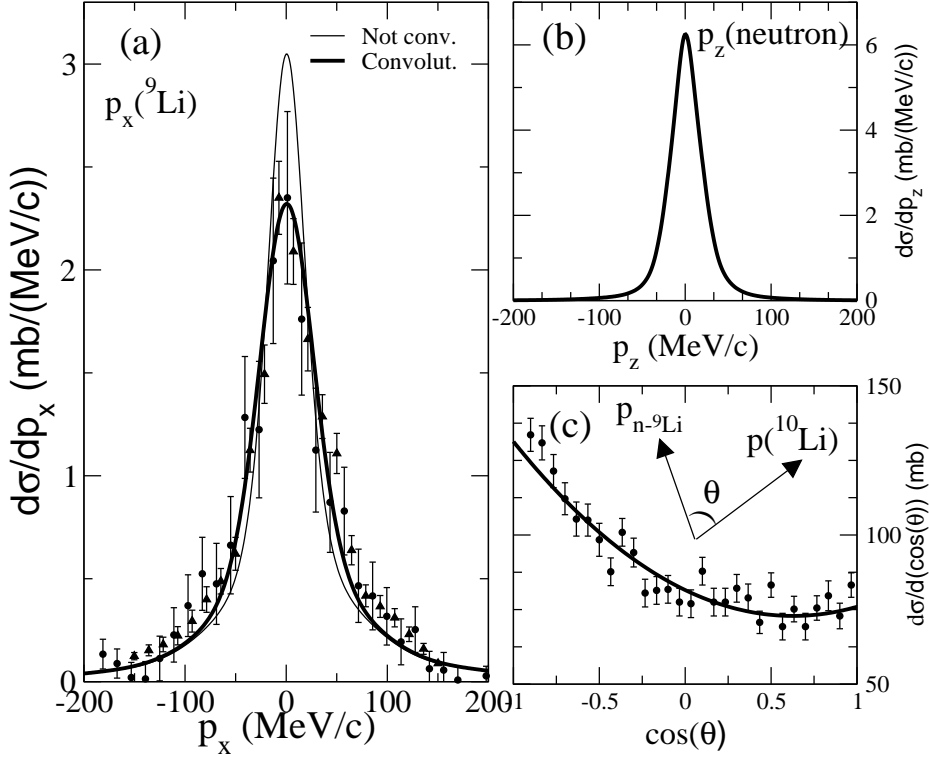 (a)
Not conv.
Convolut.
p_x(^9Li)
dσ/dp_x (mb/(MeV/c))
3
2
1
0
-200
-100
0
100
200
p_x (MeV/c)
(b)
p_z(neutron)
dσ/dp_z (mb/(MeV/c))
6
4
2
0
-200
-100
0
100
200
p_z (MeV/c)
(c)
p_n-^9Li
p(^10Li)
θ
dσ/d(cos(θ)) (mb)
150
100
50
-1
-0.5
0
0.5
1
cos(θ)